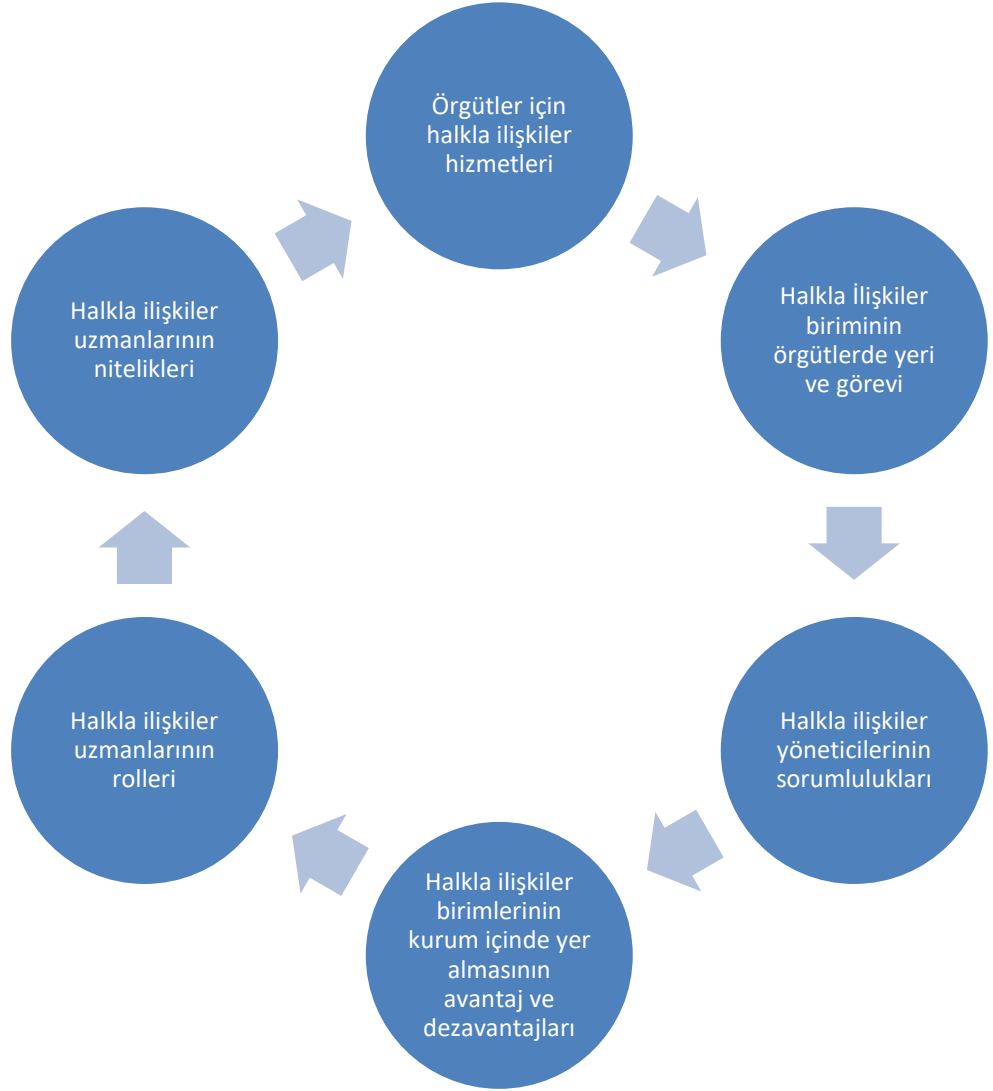 Örgütler için
halkla ilişkiler
hizmetleri
Halkla İlişkiler
biriminin
örgütlerde yeri
ve görevi
Halkla ilişkiler
yöneticilerinin
sorumlulukları
Halkla ilişkiler
birimlerinin
kurum içinde yer
almasının
avantaj ve
dezavantajları
Halkla ilişkiler
uzmanlarının
rolleri
Halkla ilişkiler
uzmanlarının
nitelikleri